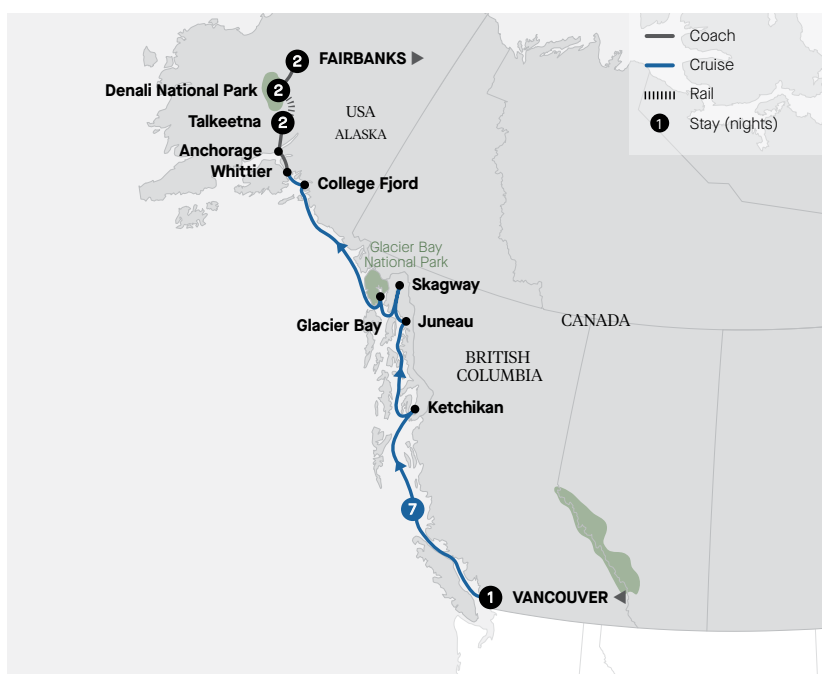 Coach
Cruise
Rail
1 Stay (nights)
2 FAIRBANKS
Denali National Park 2
Talkeetna 2
USA
ALASKA
Anchorage
Whittier
College Fjord
Glacier Bay
National Park
Skagway
Glacier Bay
Juneau
CANADA
BRITISH
COLUMBIA
Ketchikan
7
1 VANCOUVER